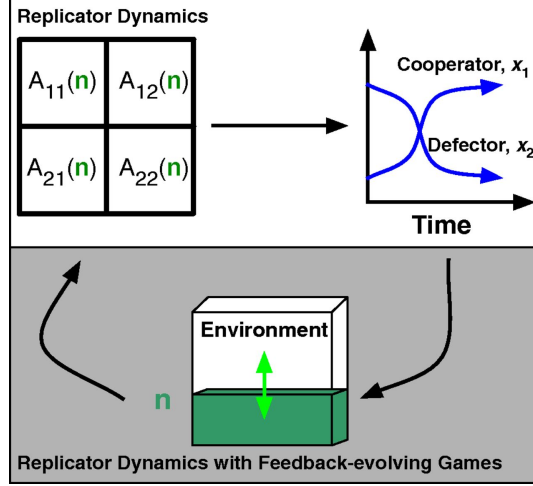 Replicator Dynamics
A₁₁(n) A₁₂(n)
A₂₁(n) A₂₂(n)
Cooperator, x₁
Defector, x₂
Time
Environment
n
Replicator Dynamics with Feedback-evolving Games